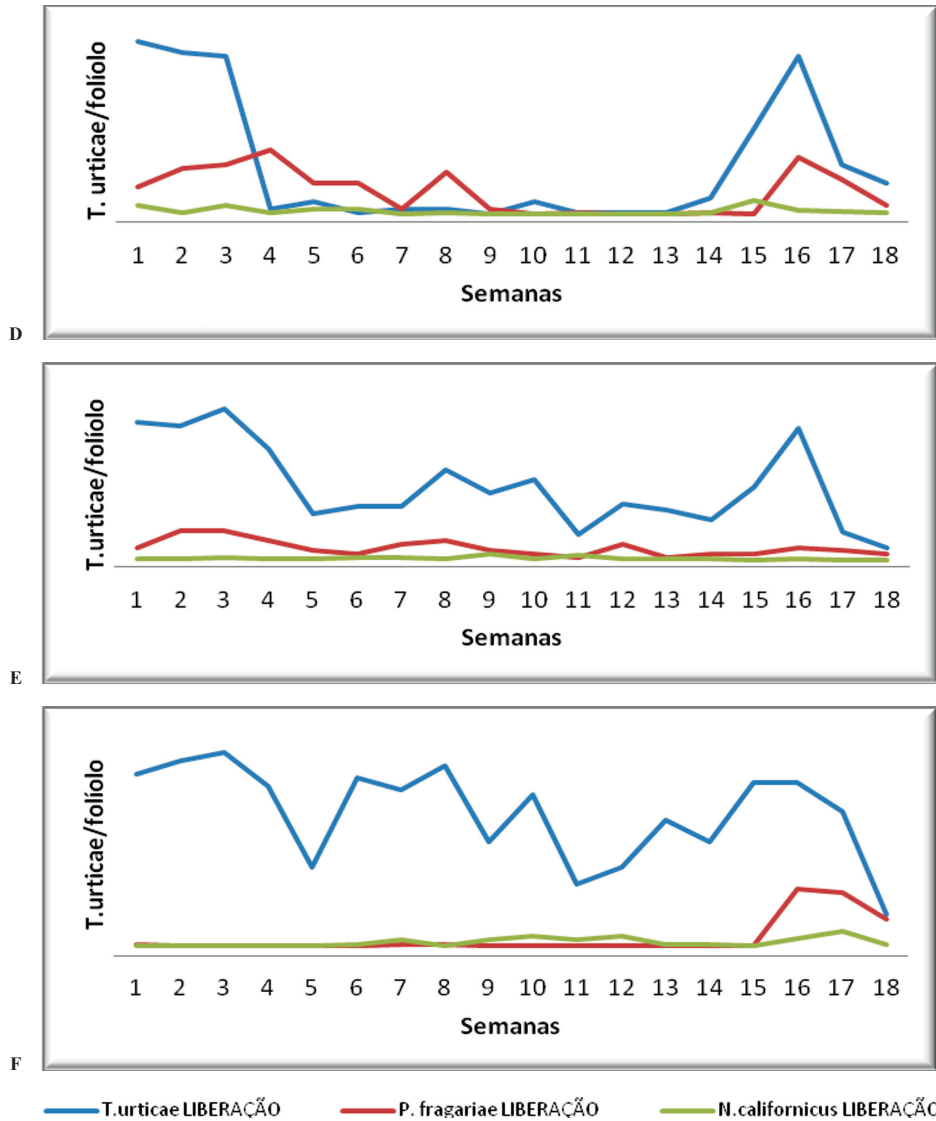 T. urticae/folíolo
1 2 3 4 5 6 7 8 9 10 11 12 13 14 15 16 17 18
Semanas
D
T.urticae/folíolo
1 2 3 4 5 6 7 8 9 10 11 12 13 14 15 16 17 18
Semanas
E
T.urticae/folíolo
1 2 3 4 5 6 7 8 9 10 11 12 13 14 15 16 17 18
Semanas
F
T.urticae LIBERAÇÃO P. fragariae LIBERAÇÃO N.californicus LIBERAÇÃO